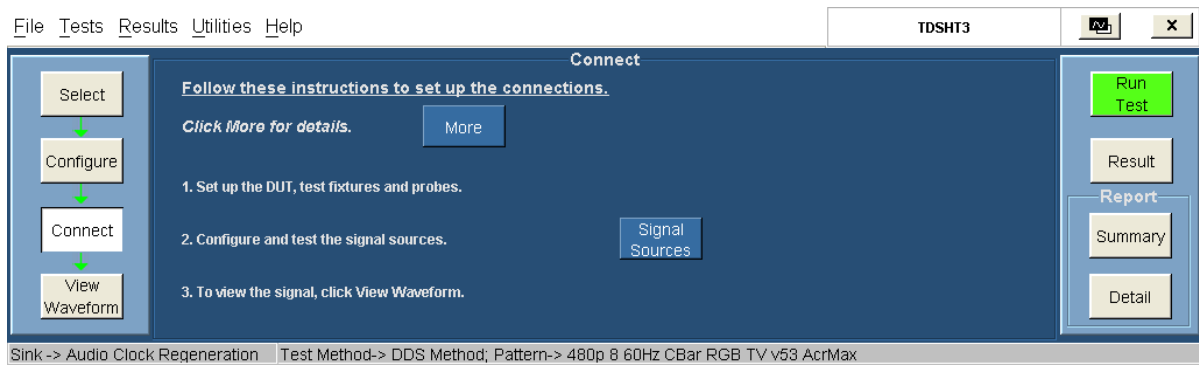 File Tests Results Utilities Help
TDSHT3
x
Connect
Select
Configure
Connect
View
Waveform
Follow these instructions to set up the connections.
Click More for details.
More
1. Set up the DUT, test fixtures and probes.
2. Configure and test the signal sources.
Signal
Sources
3. To view the signal, click View Waveform.
Run
Test
Result
Report
Summary
Detail
Sink -> Audio Clock Regeneration Test Method-> DDS Method; Pattern-> 480p 8 60Hz CBar RGB TV v53 AcrMax